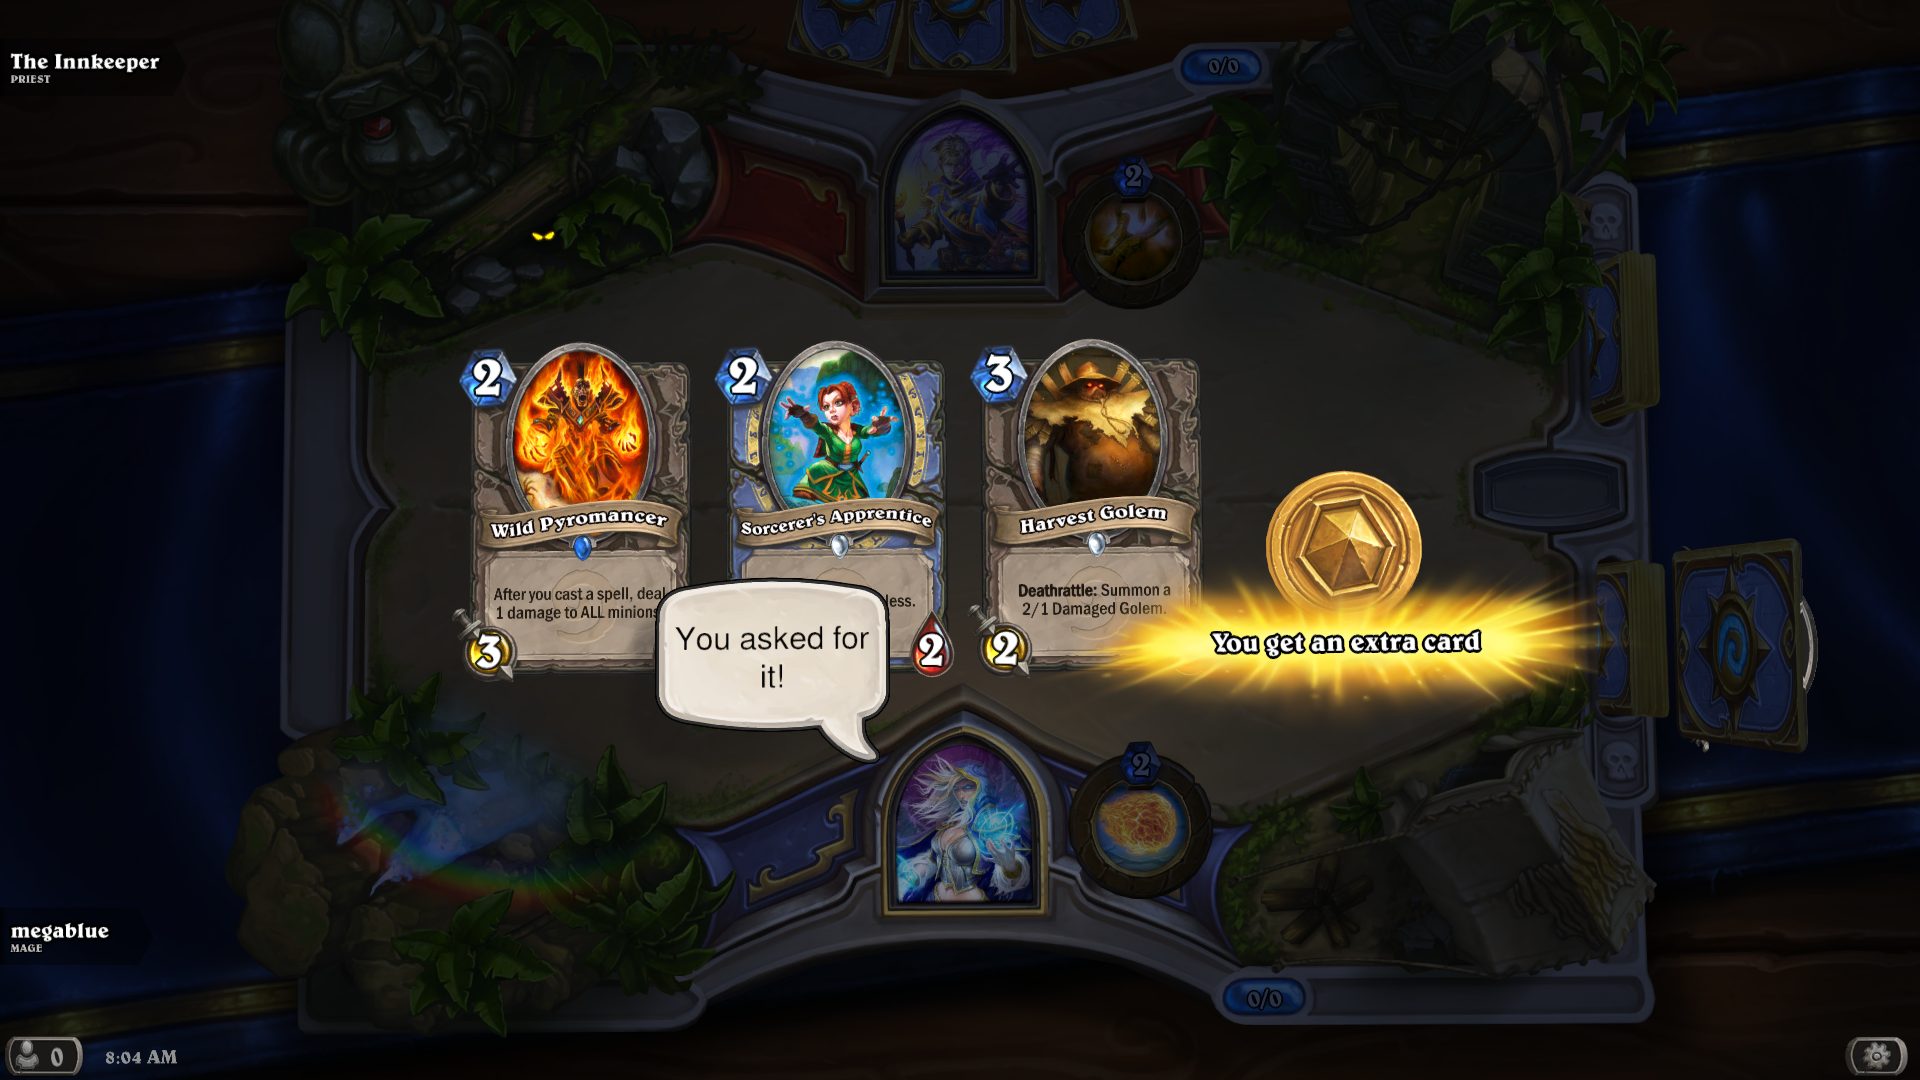 The Innkeeper
PRIEST
0/0
2
2
2
3
Wild Pyromancer
Sorcerer's Apprentice
Harvest Golem
After you cast a spell, deal
1 damage to ALL minions
less.
Deathrattle: Summon a
2/1 Damaged Golem.
3
2
2
You asked for
it!
You get an extra card
2
megablue
MAGE
0/0
0
8:04 AM